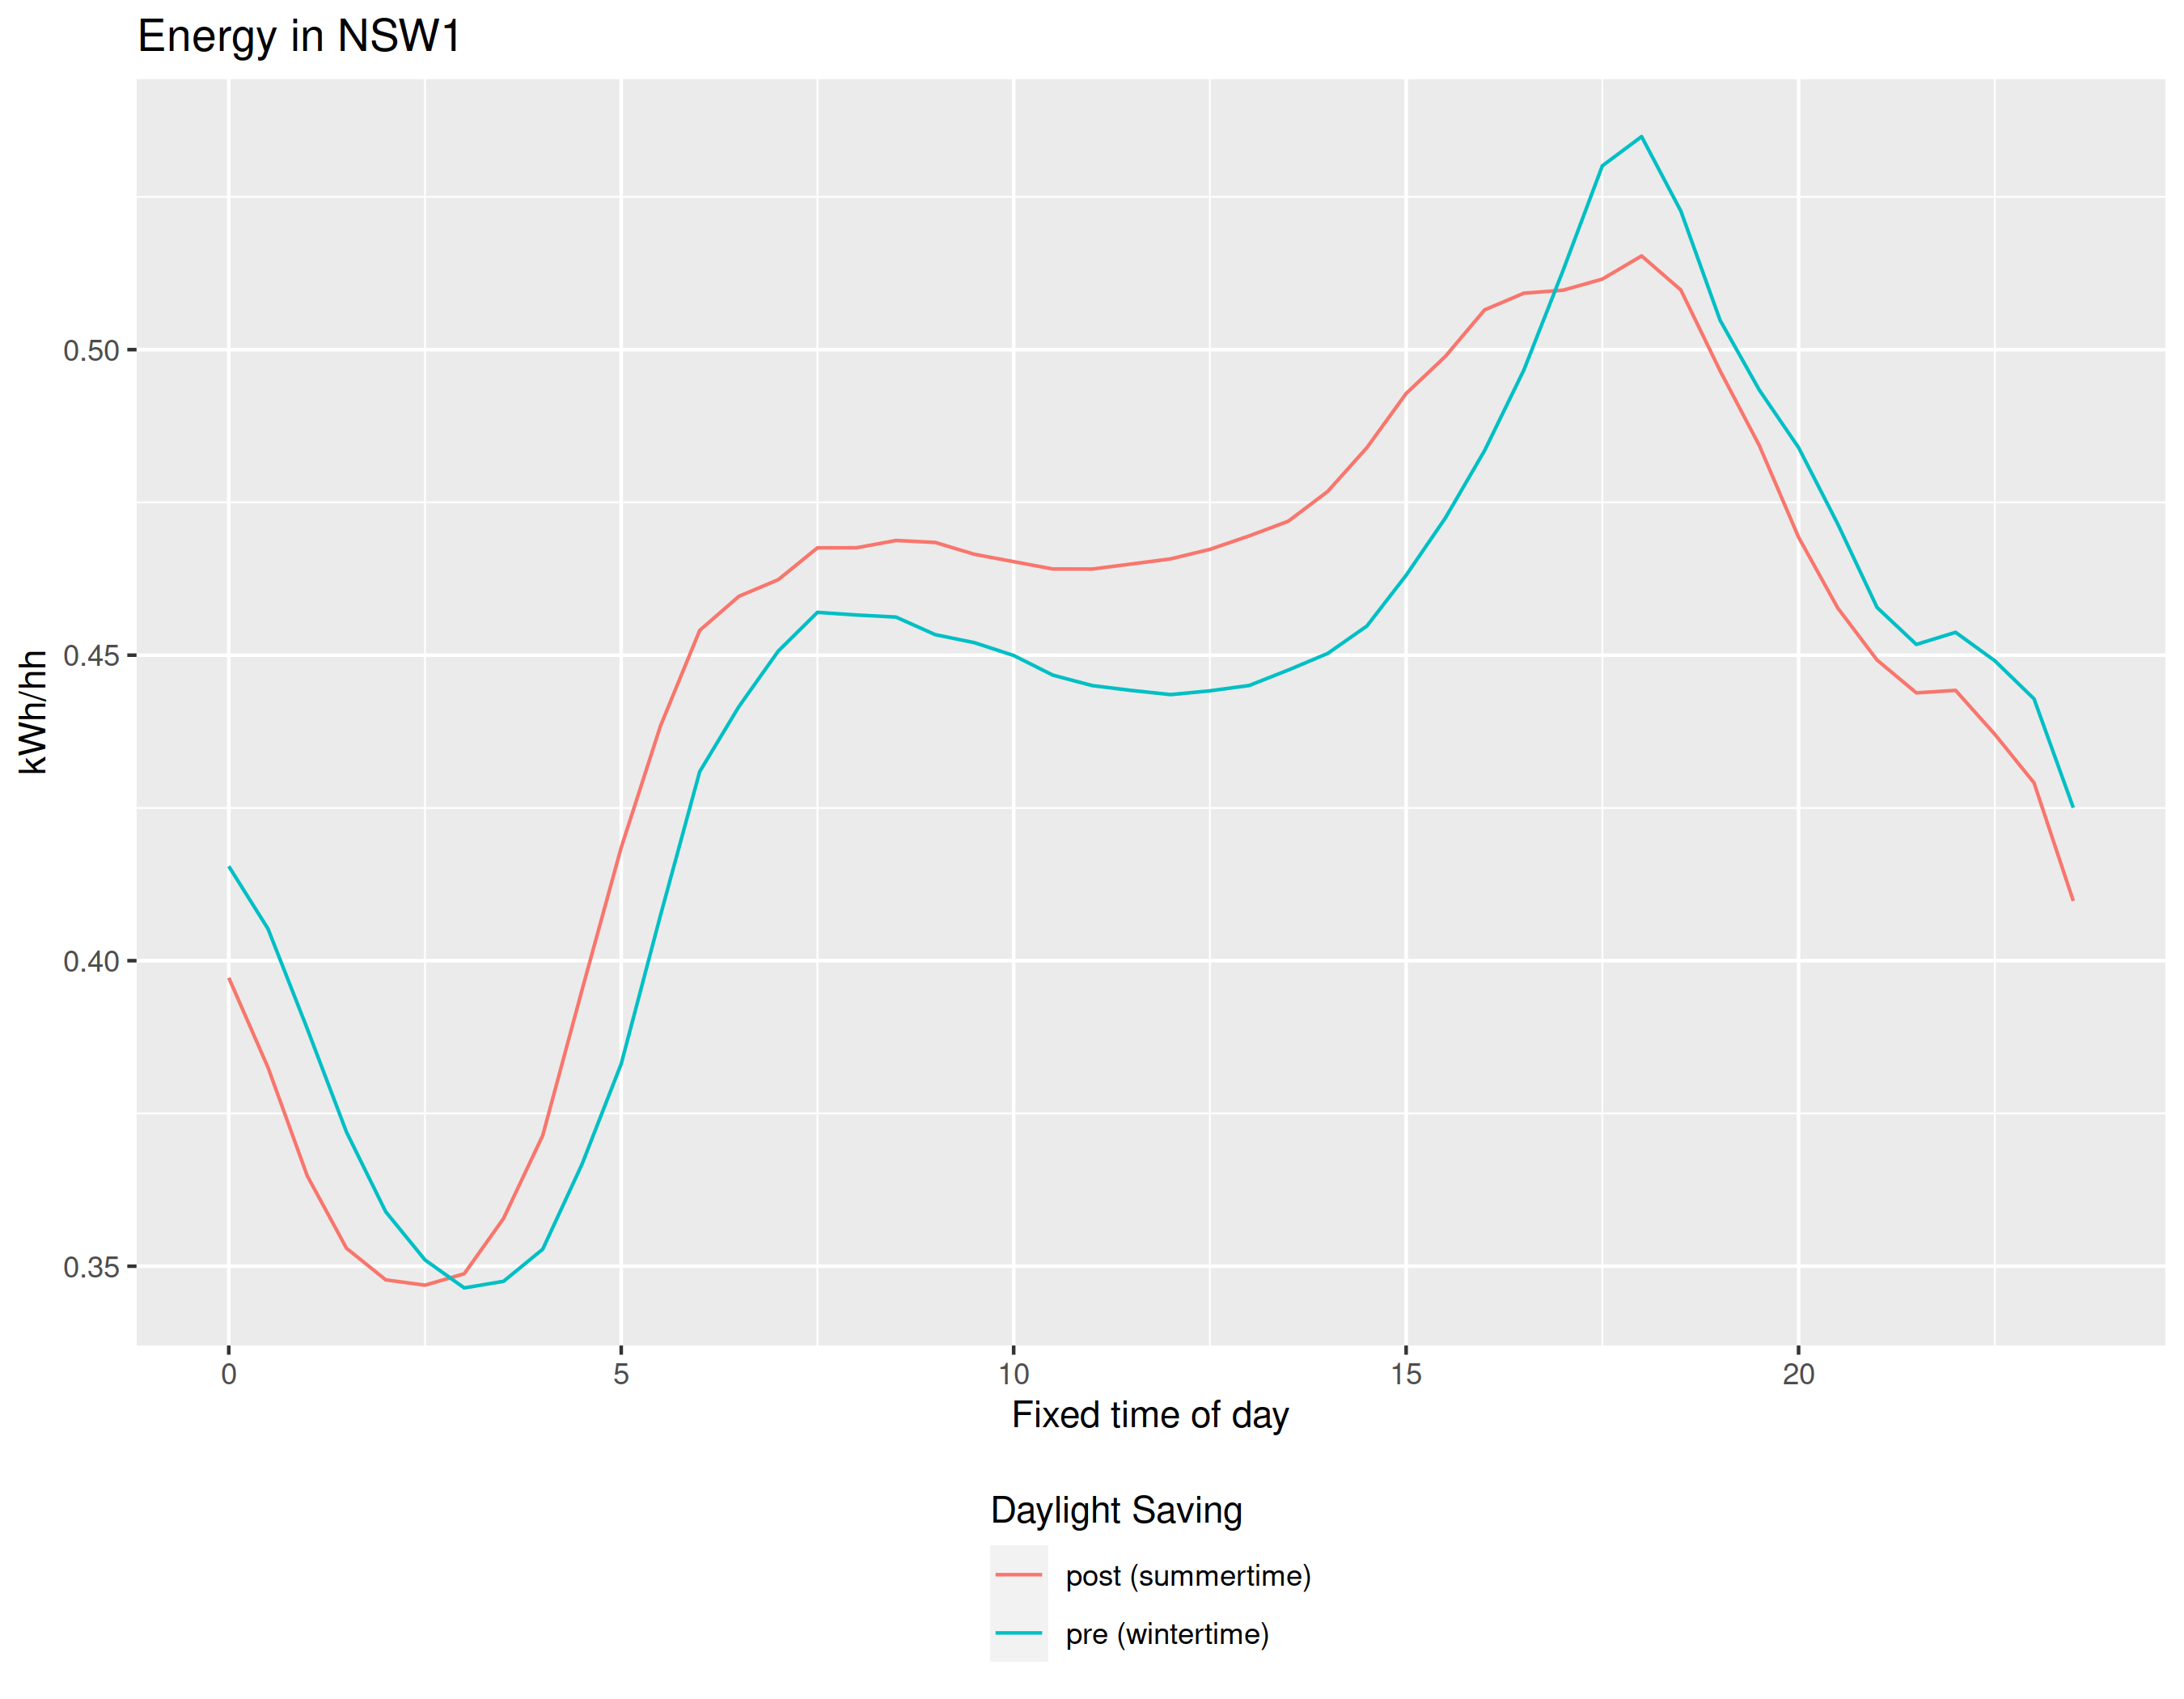 Energy in NSW1
kWh/hh
0.50
0.45
0.40
0.35
0 5 10 15 20
Fixed time of day
Daylight Saving
post (summertime)
pre (wintertime)